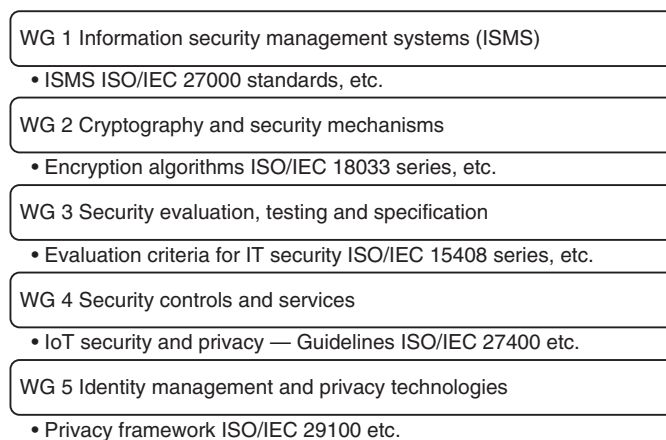 WG 1 Information security management systems (ISMS)
• ISMS ISO/IEC 27000 standards, etc.
WG 2 Cryptography and security mechanisms
• Encryption algorithms ISO/IEC 18033 series, etc.
WG 3 Security evaluation, testing and specification
• Evaluation criteria for IT security ISO/IEC 15408 series, etc.
WG 4 Security controls and services
• IoT security and privacy — Guidelines ISO/IEC 27400 etc.
WG 5 Identity management and privacy technologies
• Privacy framework ISO/IEC 29100 etc.